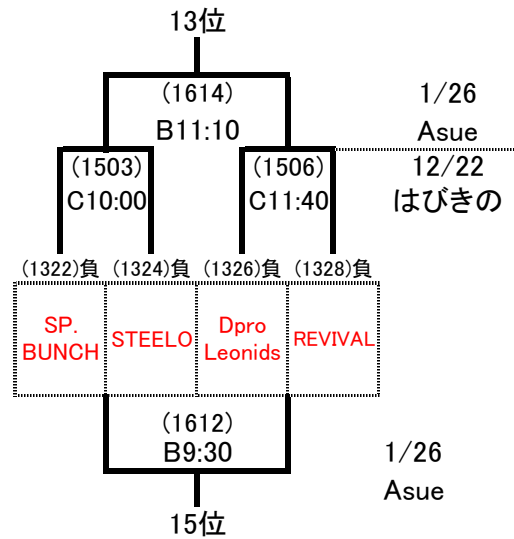 13位
(1614)
B11:10
1/26
Asue
(1503)
C10:00
(1506)
C11:40
12/22
はびきの
(1322)負 (1324)負 (1326)負 (1328)負
SP.
BUNCH
STEELO
Dpro
Leonids
REVIVAL
(1612)
B9:30
1/26
Asue
15位